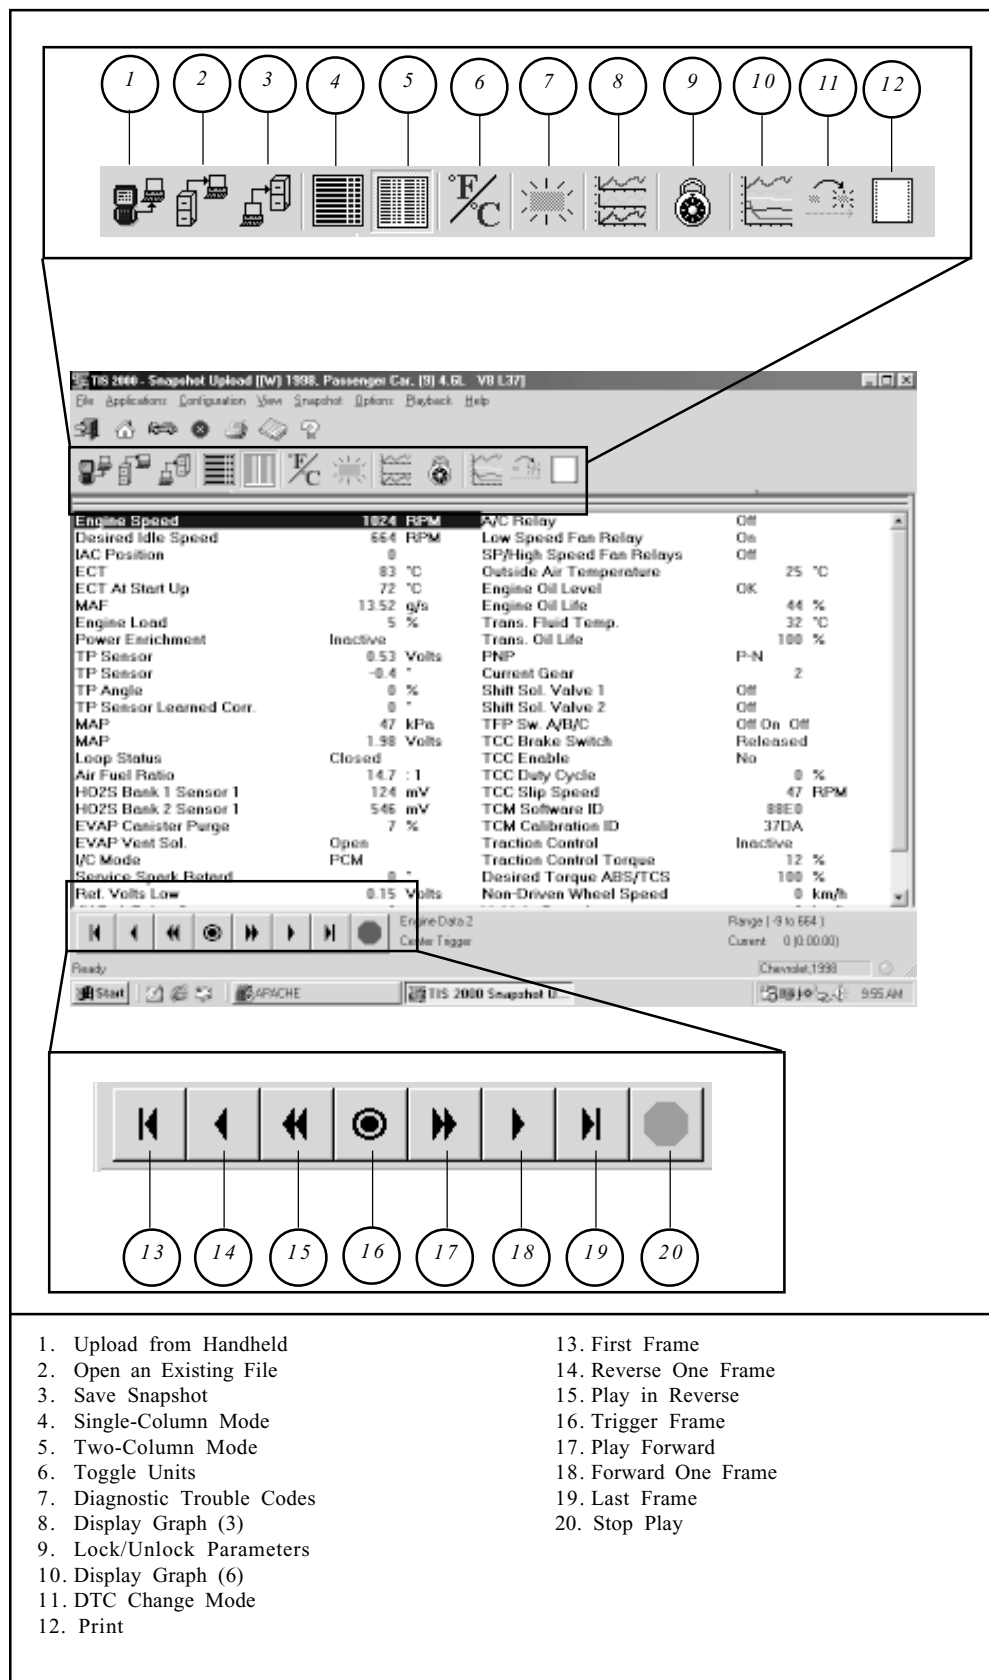 1 2 3 4 5 6 7 8 9 10 11 12
°F/°C
TIS 2000 - Snapshot Upload [(W) 1998, Passenger Car, (9) 4.6L V8 L37]
File Applications Configuration View Snapshot Options Playback Help
°F/C
Engine Speed 1024 RPM A/C Relay Off
Desired Idle Speed 664 RPM Low Speed Fan Relay On
IAC Position 0 SP/High Speed Fan Relays Off
ECT 83 °C Outside Air Temperature 25 °C
ECT At Start Up 72 °C Engine Oil Level OK
MAF 13.52 g/s Engine Oil Life 44 %
Engine Load 5 % Trans. Fluid Temp. 32 °C
Power Enrichment Inactive Trans. Oil Life 100 %
TP Sensor 0.53 Volts PNP P-N
TP Sensor -0.4 ° Current Gear 2
TP Angle 0 % Shift Sol. Valve 1 Off
TP Sensor Learned Corr. 0 ° Shift Sol. Valve 2 Off
MAP 47 kPa TFP Sw. A/B/C Off On Off
MAP 1.98 Volts TCC Brake Switch Released
Loop Status Closed TCC Enable No
Air Fuel Ratio 14.7 : 1 TCC Duty Cycle 0 %
HO2S Bank 1 Sensor 1 124 mV TCC Slip Speed 47 RPM
HO2S Bank 2 Sensor 1 546 mV TCM Software ID 88E0
EVAP Canister Purge 7 % TCM Calibration ID 37DA
EVAP Vent Sol. Open Traction Control Inactive
I/C Mode PCM Traction Control Torque 12 %
Service Spark Retard 0 ° Desired Torque ABS/TCS 100 %
Ref. Volts Low 0.15 Volts Non-Driven Wheel Speed 0 km/h
Engine Data 2 Range ( -9 to 664 )
Center Trigger Current 0 (0:00:00)
Ready Chevrolet,1998
Start APACHE TIS 2000 Snapshot U... 9:55 AM
13 14 15 16 17 18 19 20
1. Upload from Handheld
2. Open an Existing File
3. Save Snapshot
4. Single-Column Mode
5. Two-Column Mode
6. Toggle Units
7. Diagnostic Trouble Codes
8. Display Graph (3)
9. Lock/Unlock Parameters
10. Display Graph (6)
11. DTC Change Mode
12. Print
13. First Frame
14. Reverse One Frame
15. Play in Reverse
16. Trigger Frame
17. Play Forward
18. Forward One Frame
19. Last Frame
20. Stop Play